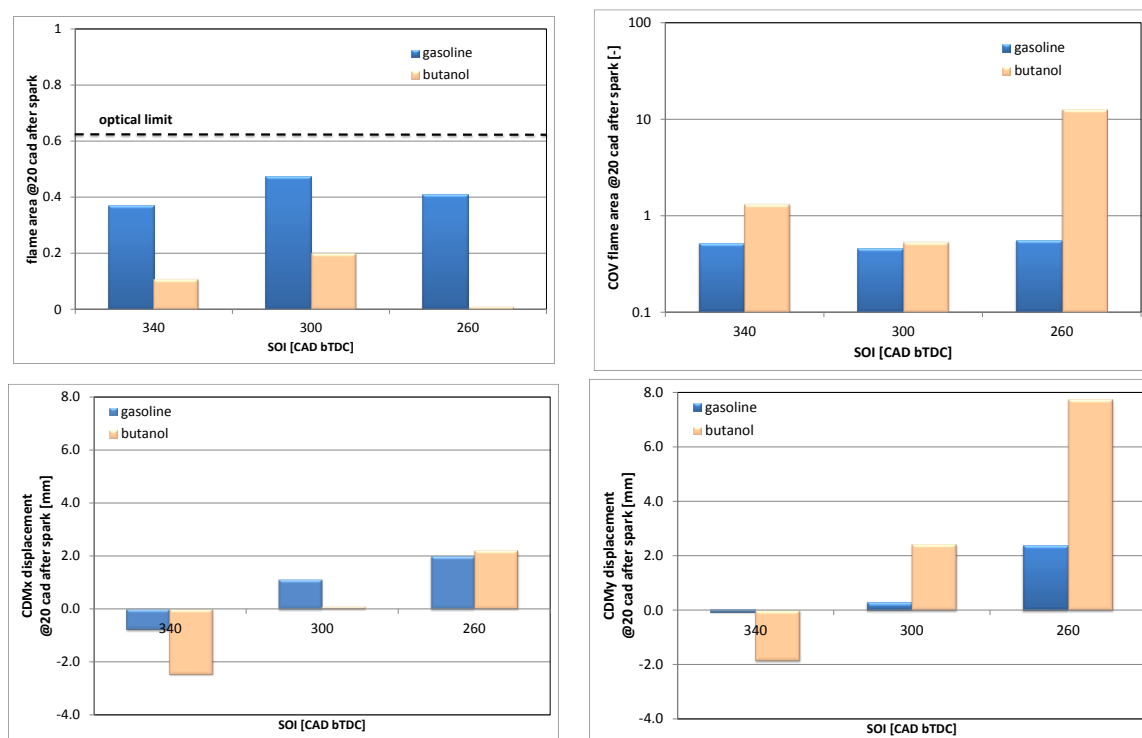 1
0.8
0.6
0.4
0.2
0
flame area @20 cad after spark
gasoline
butanol
optical limit
340 300 260
SOI [CAD bTDC]
100
10
1
0.1
COV flame area @20 cad after spark [-]
gasoline
butanol
340 300 260
SOI [CAD bTDC]
8.0
6.0
4.0
2.0
0.0
-2.0
-4.0
CDMx displacement
@20 cad after spark [mm]
gasoline
butanol
340 300 260
SOI [CAD bTDC]
8.0
6.0
4.0
2.0
0.0
-2.0
-4.0
CDMy displacement
@20 cad after spark [mm]
gasoline
butanol
340 300 260
SOI [CAD bTDC]